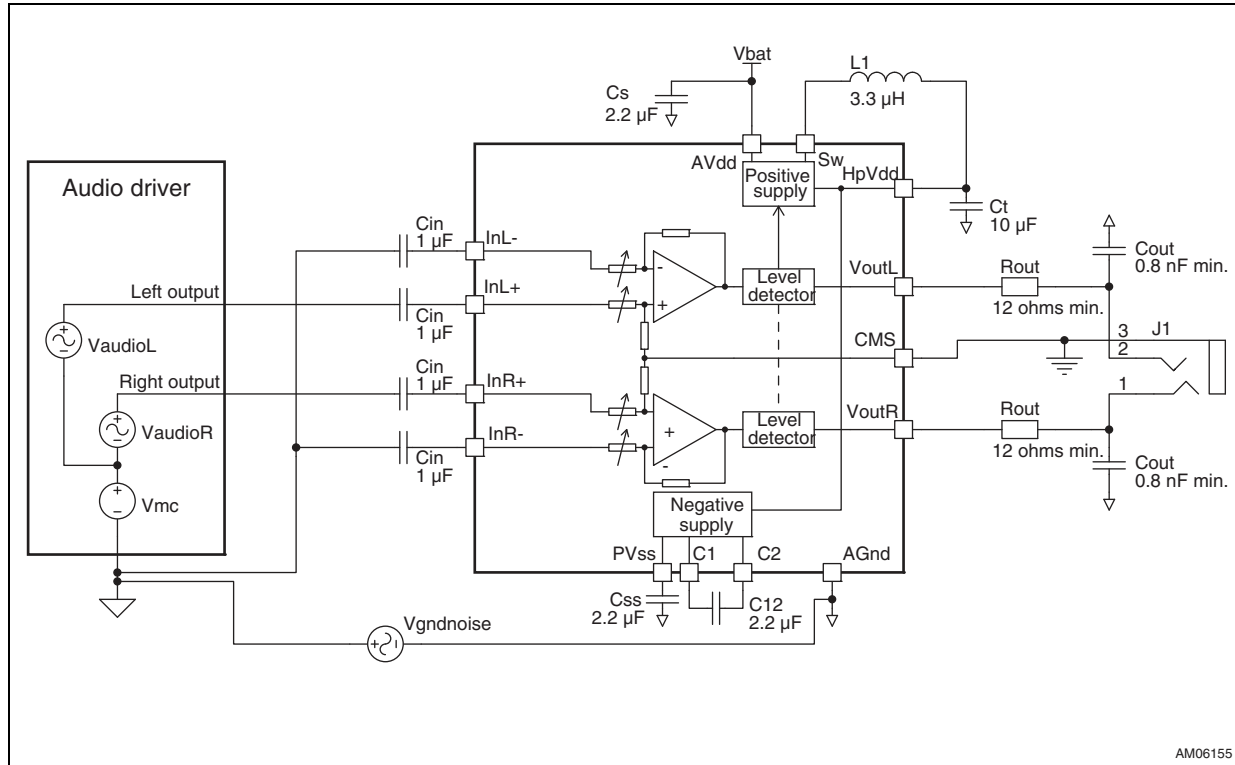 Vbat
L1
3.3 µH
Cs
2.2 µF
AVdd
Sw
HpVdd
Positive
supply
Ct
10 µF
Audio driver
Cin
1 µF
InL-
Left output
Cin
1 µF
InL+
-
+
Level
detector
VoutL
Rout
12 ohms min.
Cout
0.8 nF min.
VaudioL
+
-
CMS
3
2
J1
1
Right output
Cin
1 µF
InR+
VaudioR
+
-
Cin
1 µF
InR-
+
-
Level
detector
VoutR
Rout
12 ohms min.
Cout
0.8 nF min.
Vmc
+
-
Negative
supply
PVss
C1
C2
AGnd
Css
2.2 µF
C12
2.2 µF
Vgndnoise
+
-
AM06155